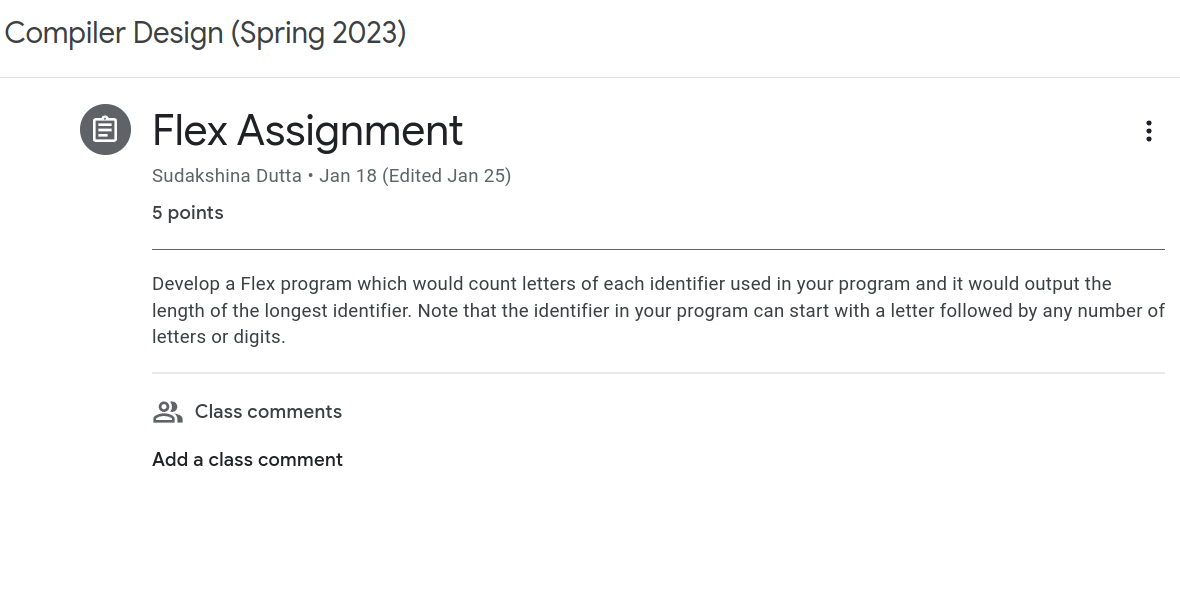 Compiler Design (Spring 2023)
Flex Assignment
Sudakshina Dutta • Jan 18 (Edited Jan 25)
5 points
Develop a Flex program which would count letters of each identifier used in your program and it would output the
length of the longest identifier. Note that the identifier in your program can start with a letter followed by any number of
letters or digits.
Class comments
Add a class comment